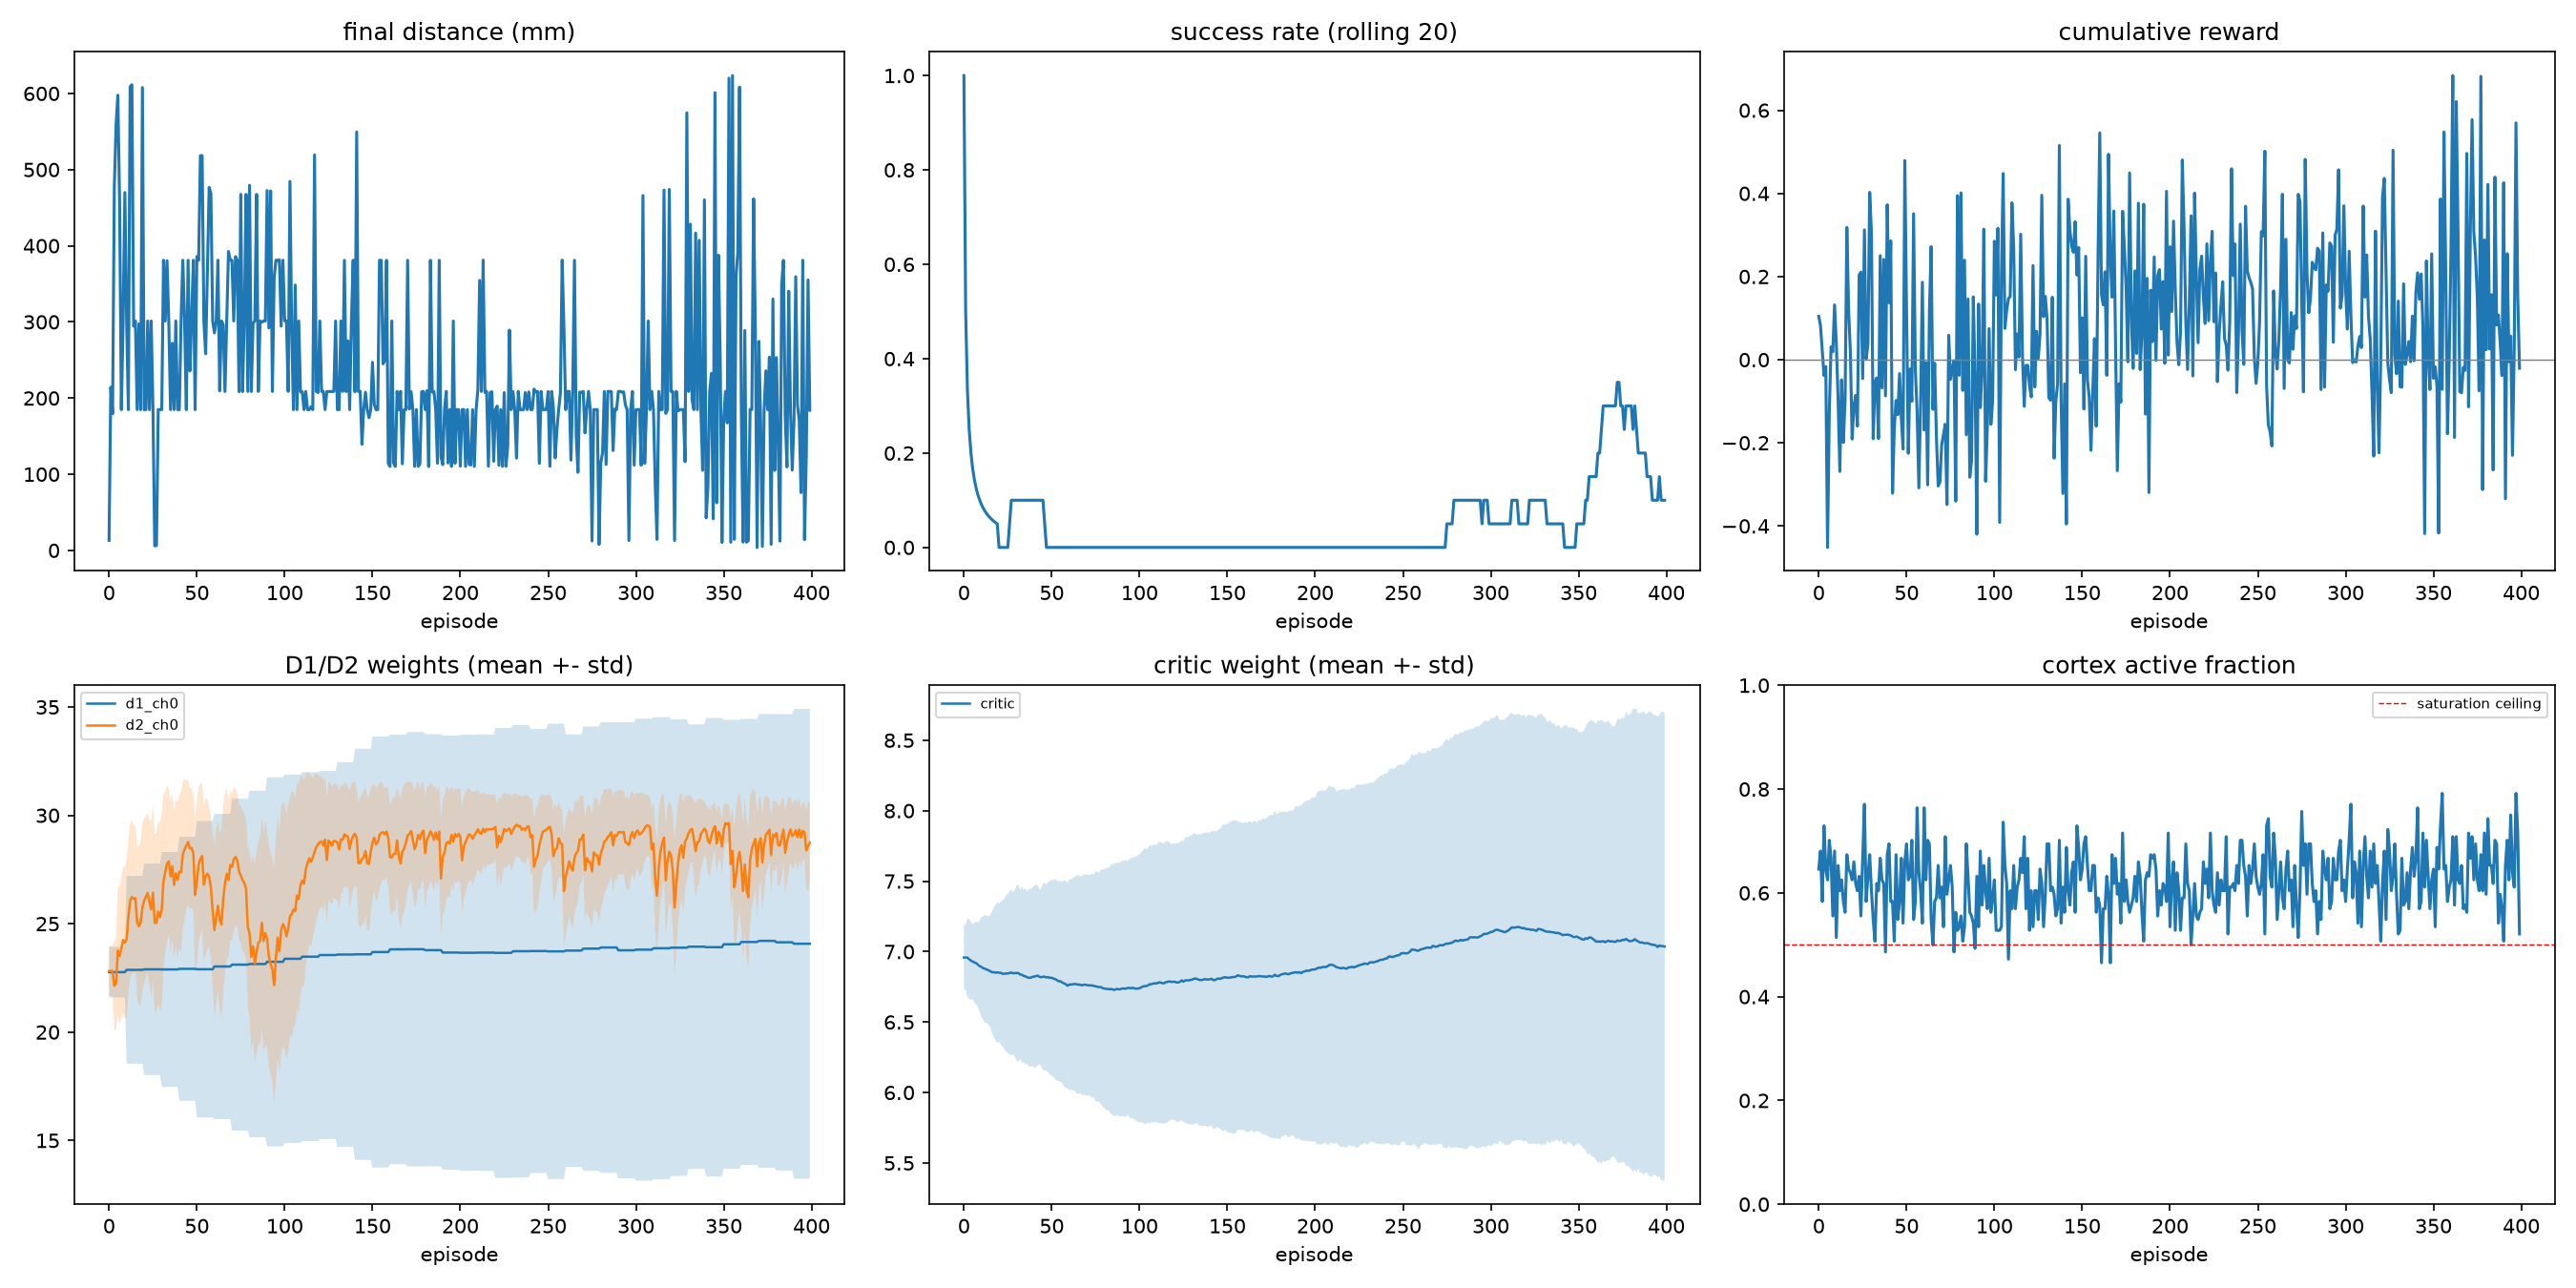 final distance (mm)
600
500
400
300
200
100
0
0 50 100 150 200 250 300 350 400
episode
success rate (rolling 20)
1.0
0.8
0.6
0.4
0.2
0.0
0 50 100 150 200 250 300 350 400
episode
cumulative reward
0.6
0.4
0.2
0.0
−0.2
−0.4
0 50 100 150 200 250 300 350 400
episode
D1/D2 weights (mean +- std)
d1_ch0
d2_ch0
35
30
25
20
15
0 50 100 150 200 250 300 350 400
episode
critic weight (mean +- std)
critic
8.5
8.0
7.5
7.0
6.5
6.0
5.5
0 50 100 150 200 250 300 350 400
episode
cortex active fraction
saturation ceiling
1.0
0.8
0.6
0.4
0.2
0.0
0 50 100 150 200 250 300 350 400
episode